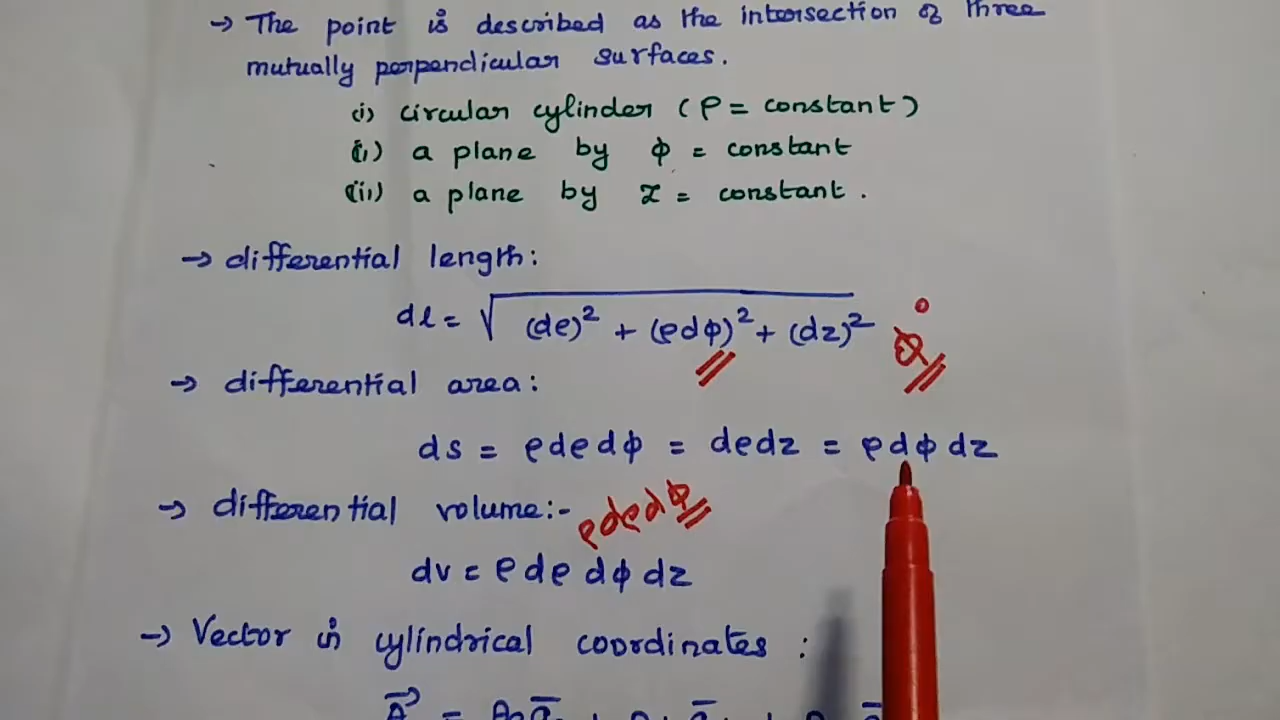 → The point is described as the intersection of three
mutually perpendicular surfaces.
(i) circular cylinder (ρ = constant)
(ii) a plane by φ = constant
(iii) a plane by z = constant.
→ differential length:
dl = √(dρ)² + (ρdφ)² + (dz)²
→ differential area:
ds = ρdρdφ = dρdz = ρdφdz
→ differential volume:-
ρdρdφ
dv = ρdρdφdz
→ Vector in cylindrical coordinates :